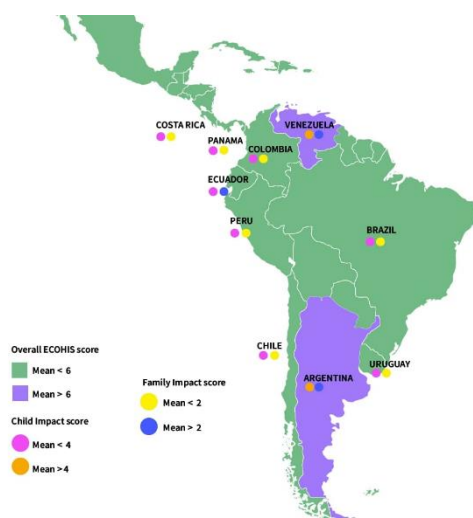 COSTA RICA
PANAMA
VENEZUELA
COLOMBIA
ECUADOR
PERU
BRAZIL
CHILE
URUGUAY
ARGENTINA
Overall ECOHIS score
Mean < 6
Mean > 6
Child Impact score
Mean < 4
Mean >4
Family Impact score
Mean < 2
Mean > 2